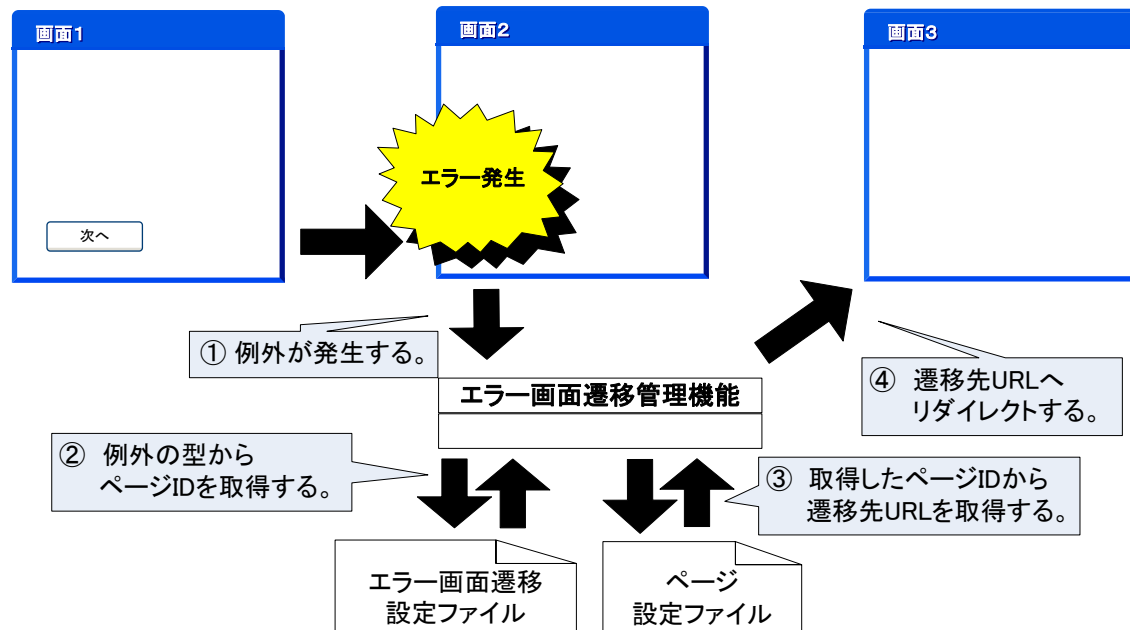 画面1
画面2
画面3
エラー発生
次へ
① 例外が発生する。
エラー画面遷移管理機能
④ 遷移先URLへ
リダイレクトする。
② 例外の型から
ページIDを取得する。
③ 取得したページIDから
遷移先URLを取得する。
エラー画面遷移
設定ファイル
ページ
設定ファイル